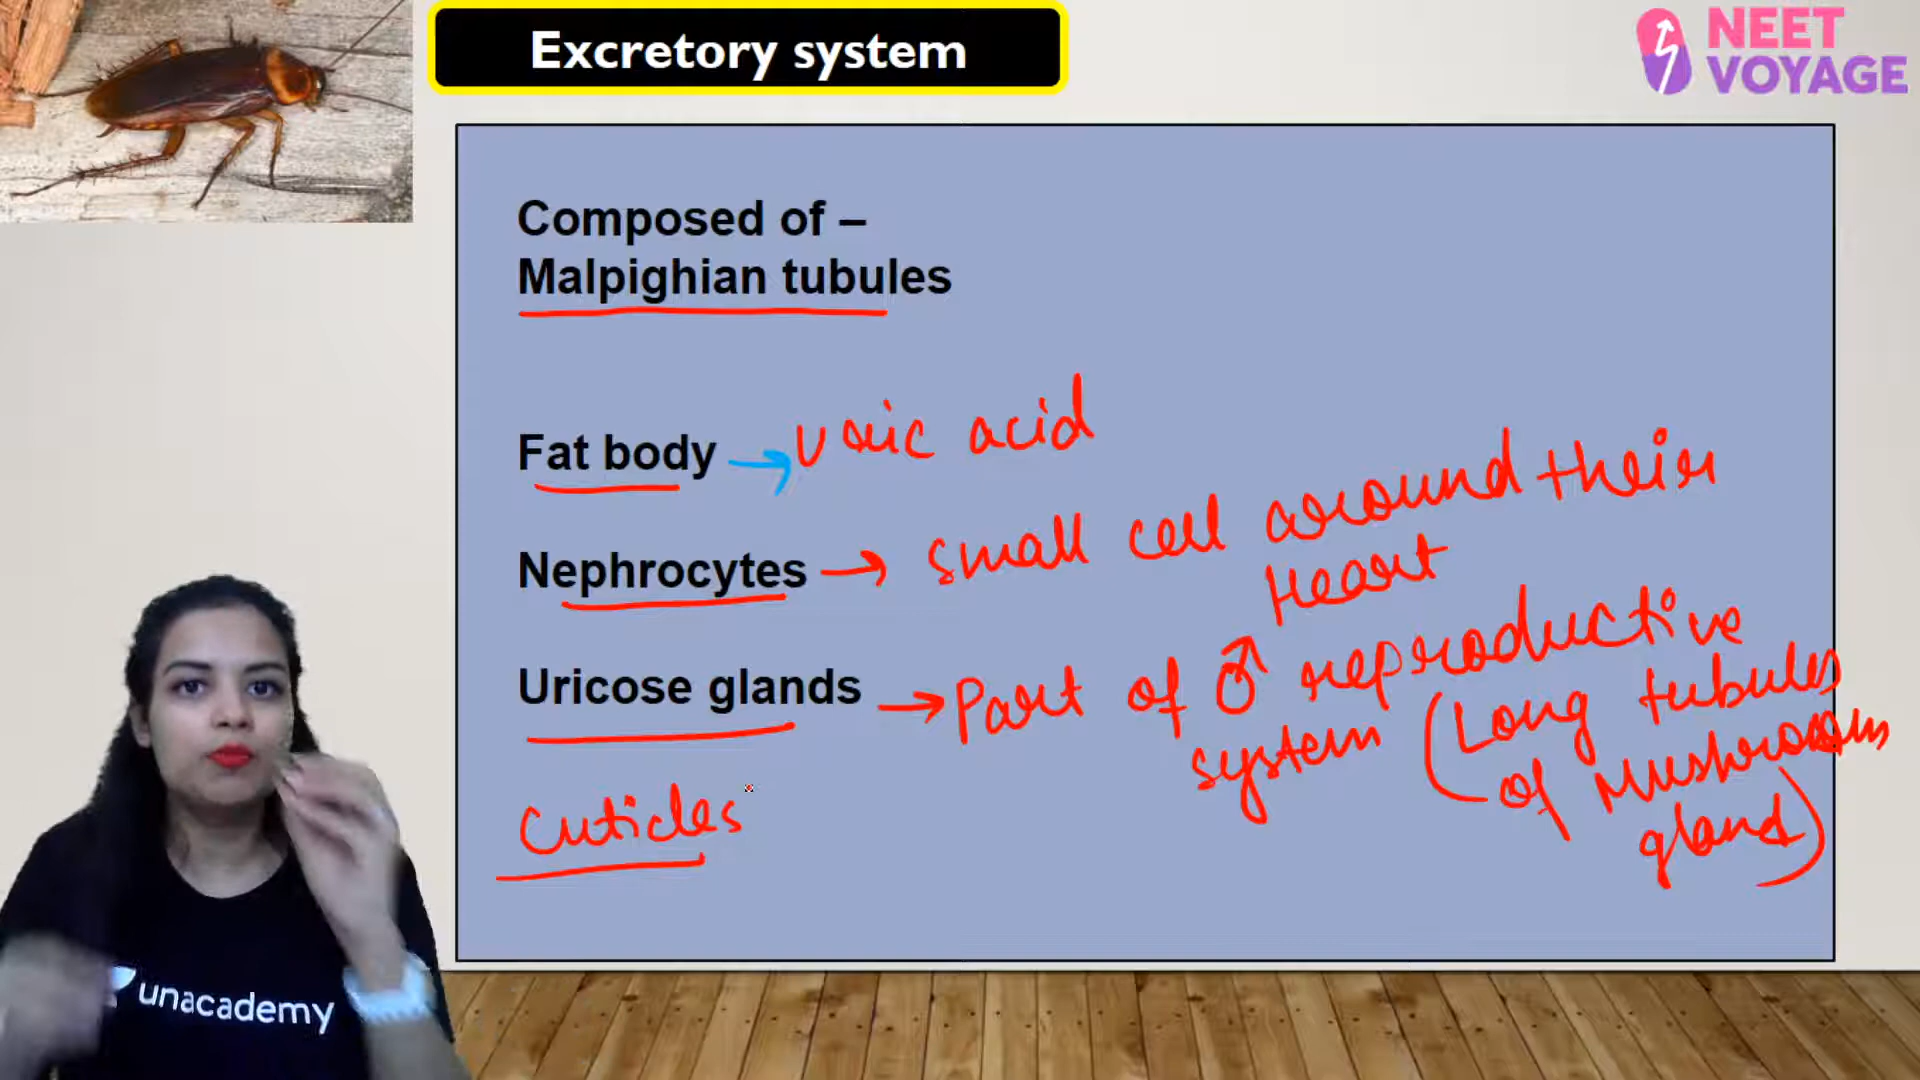 Excretory system
NEET
VOYAGE
Composed of –
Malpighian tubules
Fat body → Uric acid
Nephrocytes → small cell around their
Heart
Uricose glands → Part of ♂ reproductive
system (Long tubules
of Mushroom
gland)
Cuticles
unacademy